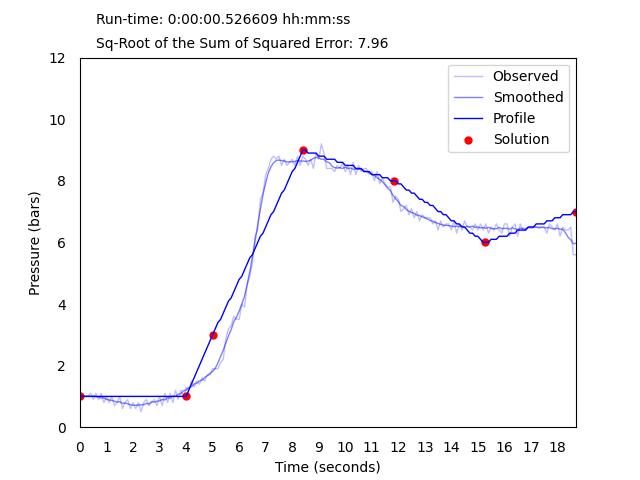 Run-time: 0:00:00.526609 hh:mm:ss
Sq-Root of the Sum of Squared Error: 7.96
12
10
8
6
4
2
0
Pressure (bars)
Observed
Smoothed
Profile
Solution
0 1 2 3 4 5 6 7 8 9 10 11 12 13 14 15 16 17 18
Time (seconds)